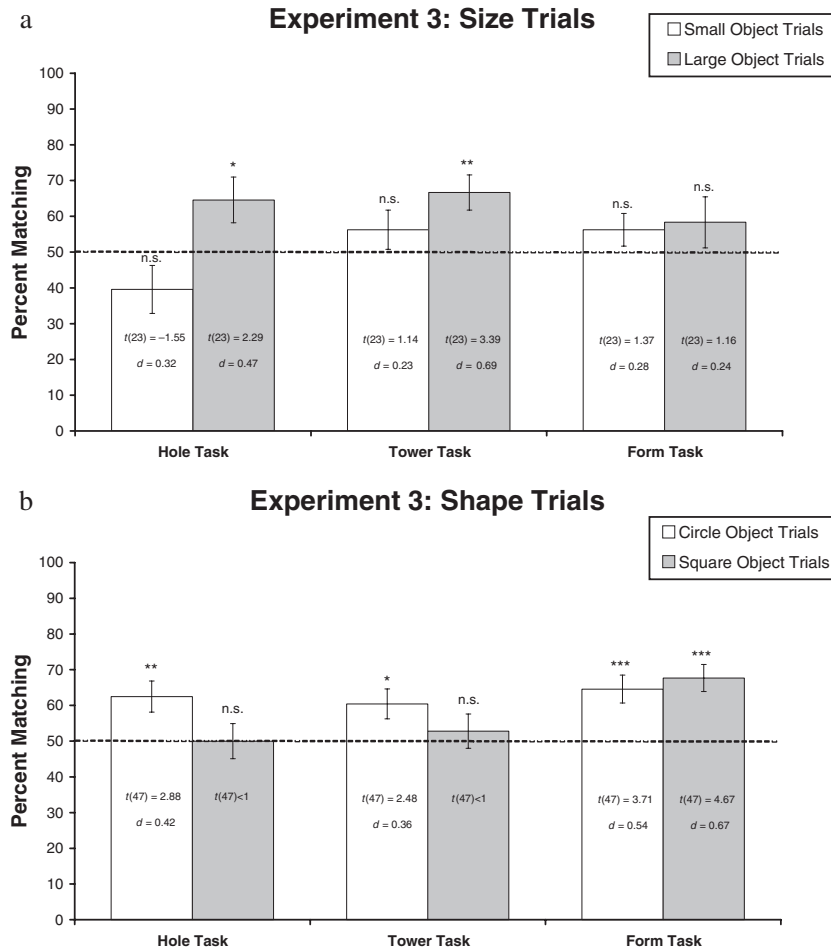 a
Experiment 3: Size Trials
Small Object Trials
Large Object Trials
100
90
80
70
60
50
40
30
20
10
0
Percent Matching
n.s.
*
n.s.
**
n.s.
n.s.
t(23) = –1.55
d = 0.32
t(23) = 2.29
d = 0.47
t(23) = 1.14
d = 0.23
t(23) = 3.39
d = 0.69
t(23) = 1.37
d = 0.28
t(23) = 1.16
d = 0.24
Hole Task
Tower Task
Form Task
b
Experiment 3: Shape Trials
Circle Object Trials
Square Object Trials
100
90
80
70
60
50
40
30
20
10
0
Percent Matching
**
n.s.
*
n.s.
***
***
t(47) = 2.88
d = 0.42
t(47)<1
t(47) = 2.48
d = 0.36
t(47)<1
t(47) = 3.71
d = 0.54
t(47) = 4.67
d = 0.67
Hole Task
Tower Task
Form Task